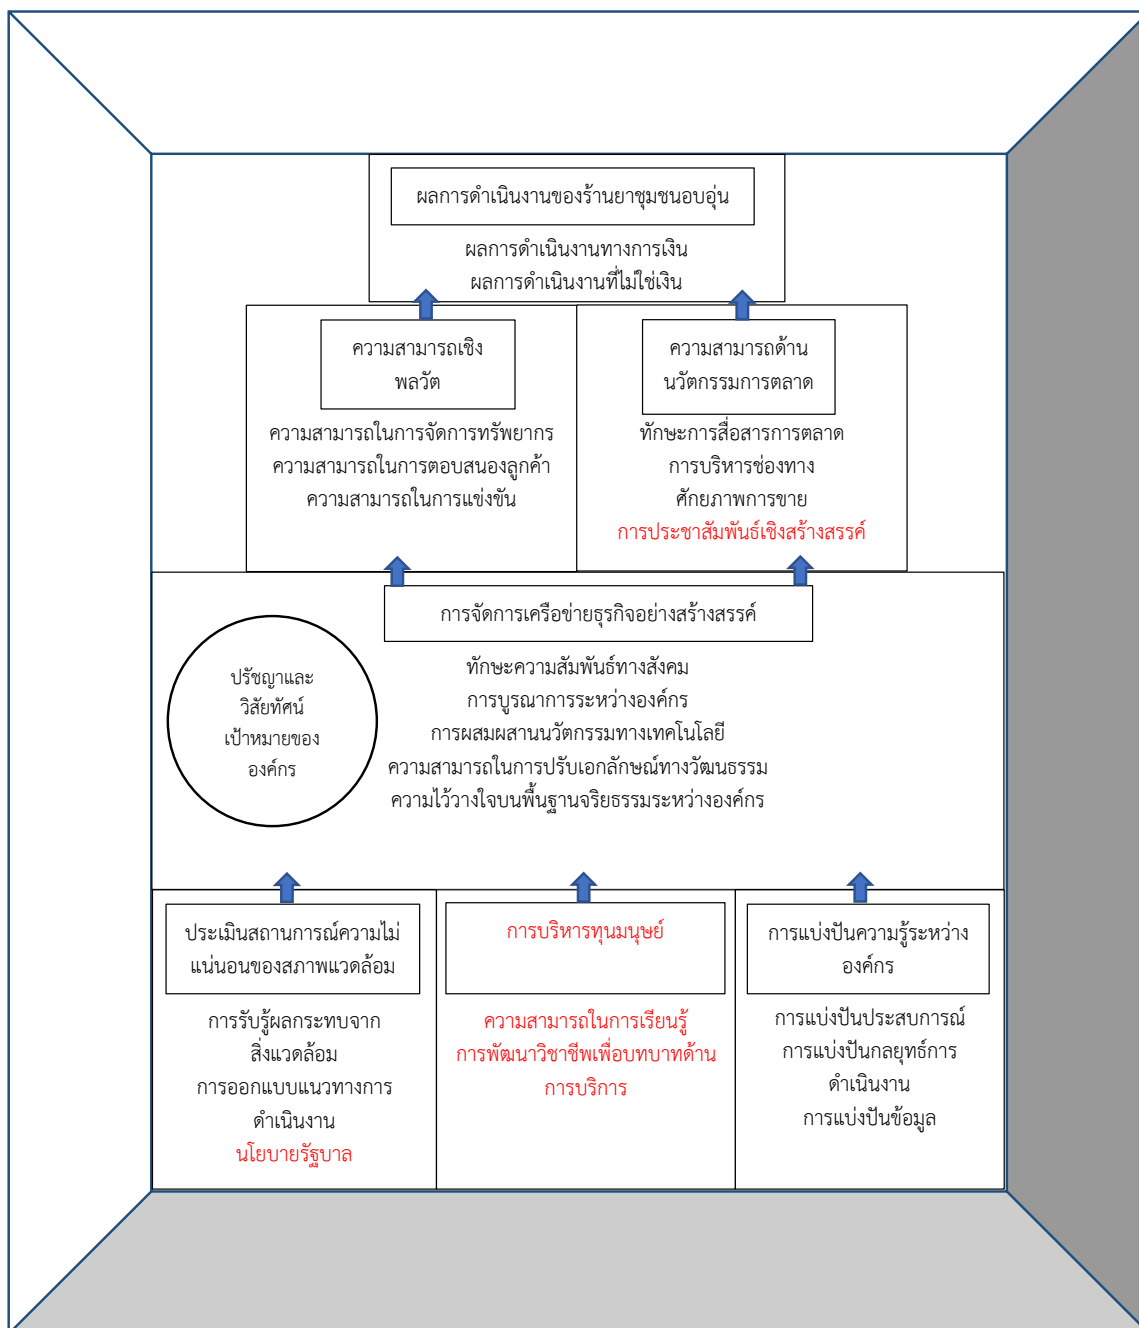 ผลการดำเนินงานของร้านยาชุมชนอบอุ่น
ผลการดำเนินงานทางการเงิน
ผลการดำเนินงานที่ไม่ใช่เงิน
ความสามารถเชิง
พลวัต
ความสามารถในการจัดการทรัพยากร
ความสามารถในการตอบสนองลูกค้า
ความสามารถในการแข่งขัน
ความสามารถด้าน
นวัตกรรมการตลาด
ทักษะการสื่อสารการตลาด
การบริหารช่องทาง
ศักยภาพการขาย
การประชาสัมพันธ์เชิงสร้างสรรค์
การจัดการเครือข่ายธุรกิจอย่างสร้างสรรค์
ทักษะความสัมพันธ์ทางสังคม
การบูรณาการระหว่างองค์กร
การผสมผสานนวัตกรรมทางเทคโนโลยี
ความสามารถในการปรับเอกลักษณ์ทางวัฒนธรรม
ความไว้วางใจบนพื้นฐานจริยธรรมระหว่างองค์กร
ปรัชญาและ
วิสัยทัศน์
เป้าหมายของ
องค์กร
ประเมินสถานการณ์ความไม่
แน่นอนของสภาพแวดล้อม
การรับรู้ผลกระทบจาก
สิ่งแวดล้อม
การออกแบบแนวทางการ
ดำเนินงาน
นโยบายรัฐบาล
การบริหารทุนมนุษย์
ความสามารถในการเรียนรู้
การพัฒนาวิชาชีพเพื่อบทบาทด้าน
การบริการ
การแบ่งปันความรู้ระหว่าง
องค์กร
การแบ่งปันประสบการณ์
การแบ่งปันกลยุทธ์การ
ดำเนินงาน
การแบ่งปันข้อมูล